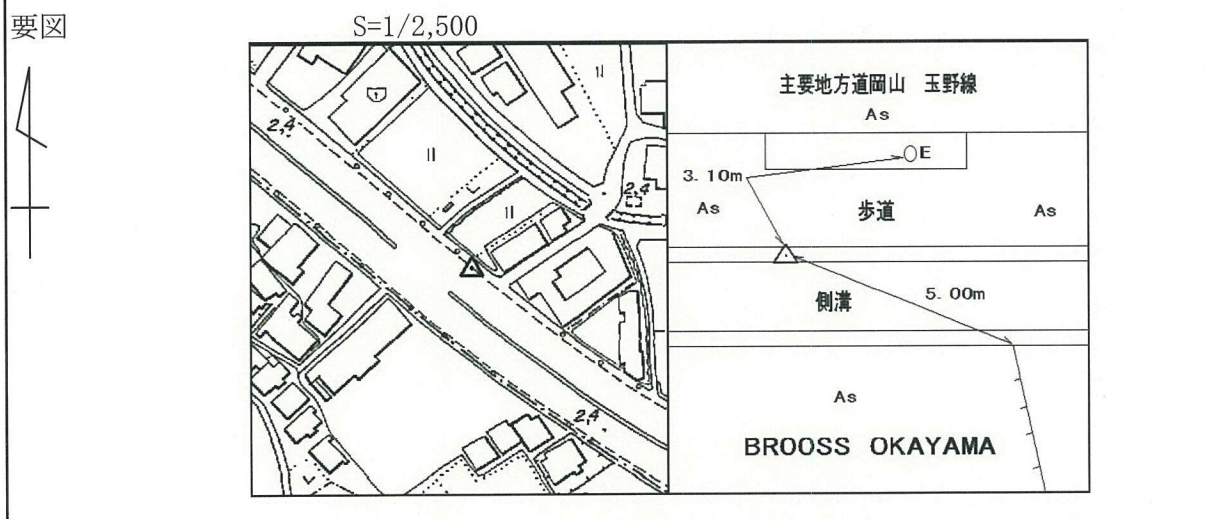 要図
S=1/2,500
2.4
2.4
2.4
主要地方道岡山 玉野線
As
E
3.10m
As
歩道
As
側溝
5.00m
As
BROOSS OKAYAMA